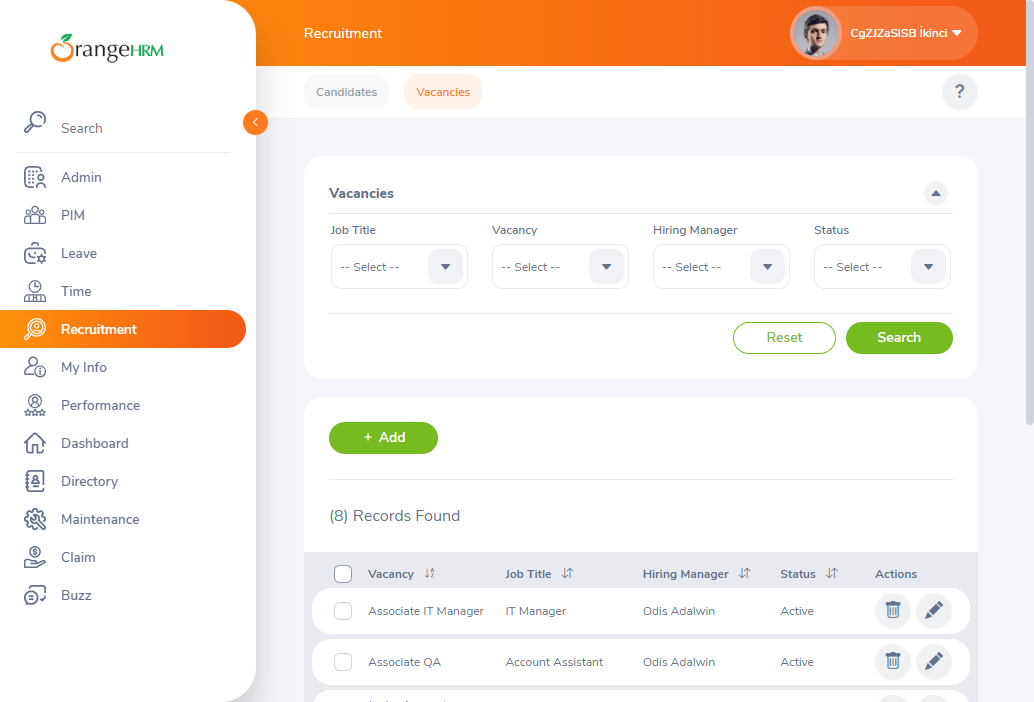 OrangeHRM
Recruitment
CgZJZaSISB İkinci
Candidates
Vacancies
?
Search
Admin
PIM
Leave
Time
Recruitment
My Info
Performance
Dashboard
Directory
Maintenance
Claim
Buzz
Vacancies
Job Title Vacancy Hiring Manager Status
-- Select -- -- Select -- -- Select -- -- Select --
Reset Search
+ Add
(8) Records Found
Vacancy Job Title Hiring Manager Status Actions
Associate IT Manager IT Manager Odis Adalwin Active
Associate QA Account Assistant Odis Adalwin Active